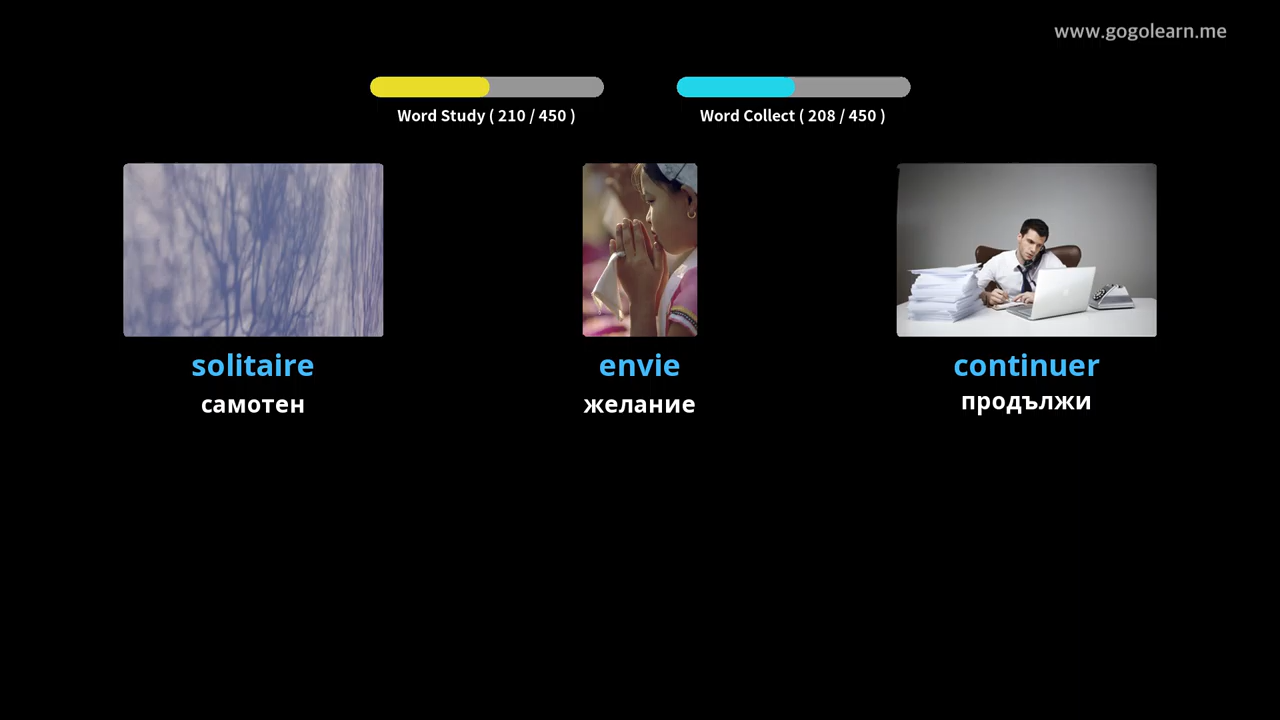 www.gogolearn.me
Word Study ( 210 / 450 )
Word Collect ( 208 / 450 )
solitaire
самотен
envie
желание
continuer
продължи